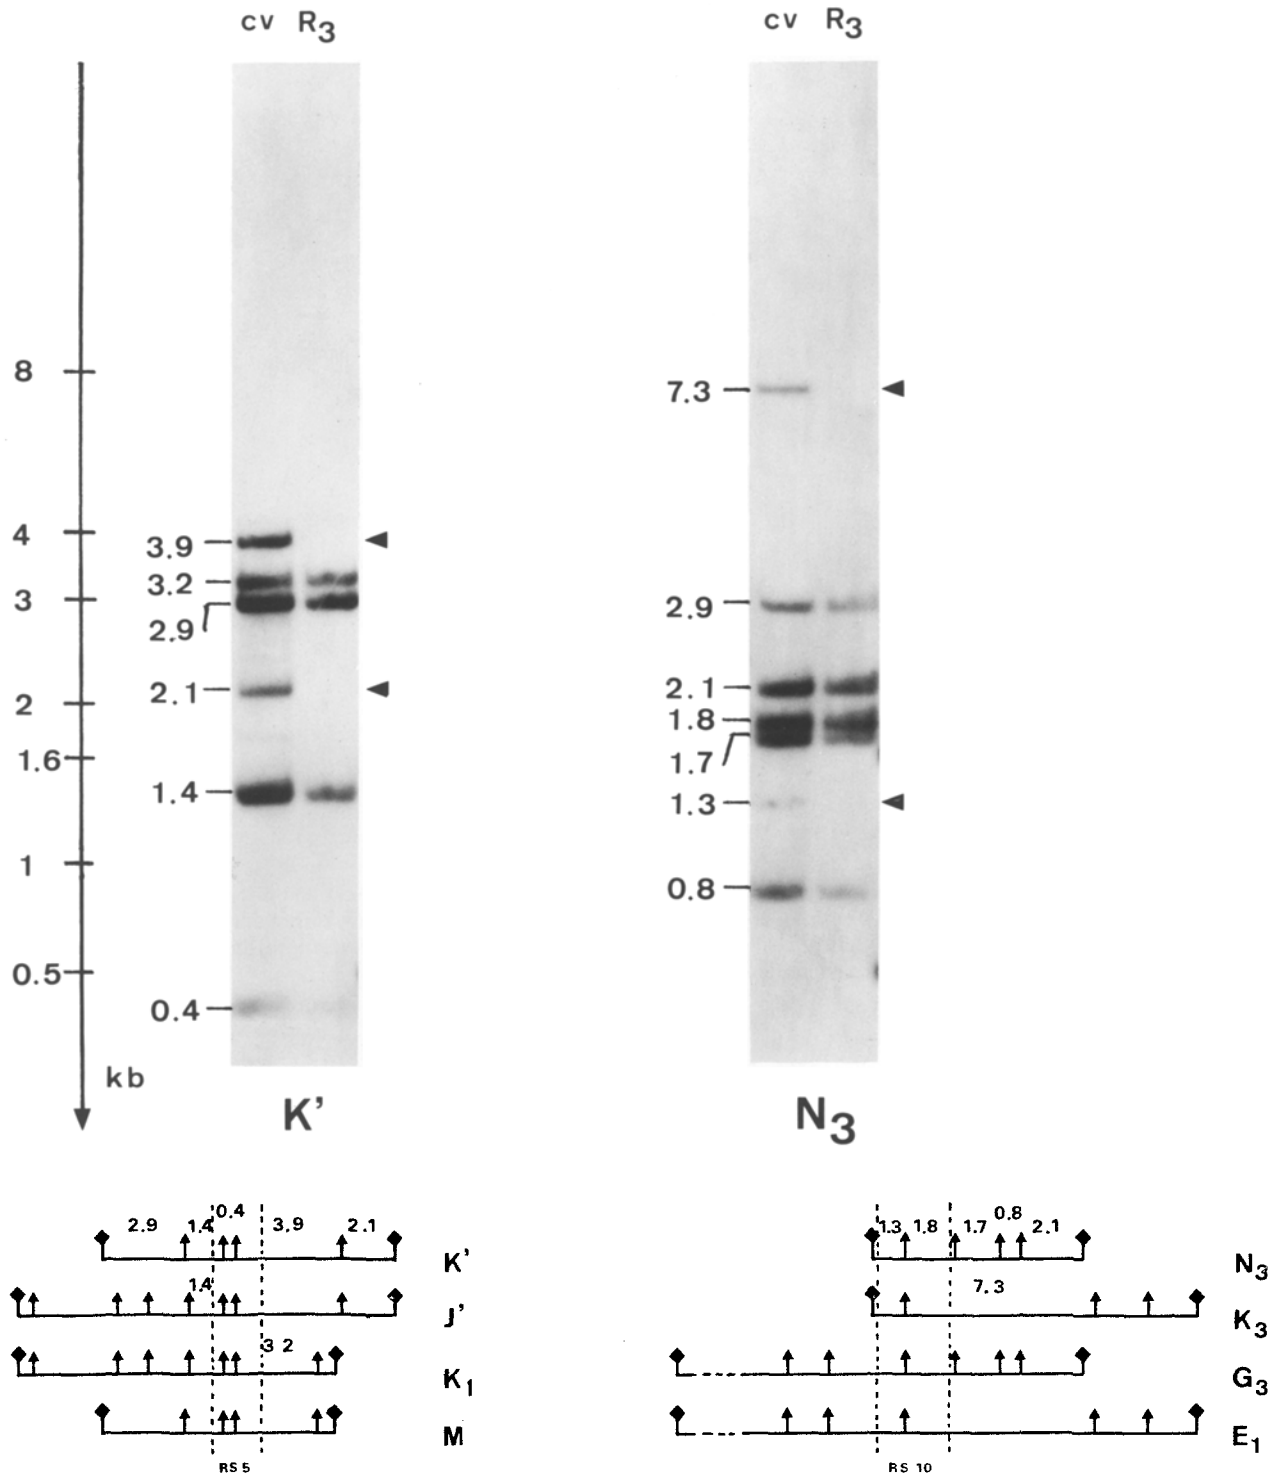 cv R3
cv R3
8
4
3
2
1.6
1
0.5
kb
3.9
3.2
2.9
2.1
1.4
0.4
7.3
2.9
2.1
1.8
1.7
1.3
0.8
K’
N3
2.9 1.4 0.4 3.9 2.1 K’
1.4 J’
3 2 K1
M
RS 5
1.3 1.8 1.7 0.8 2.1 N3
7.3 K3
G3
E1
RS 10